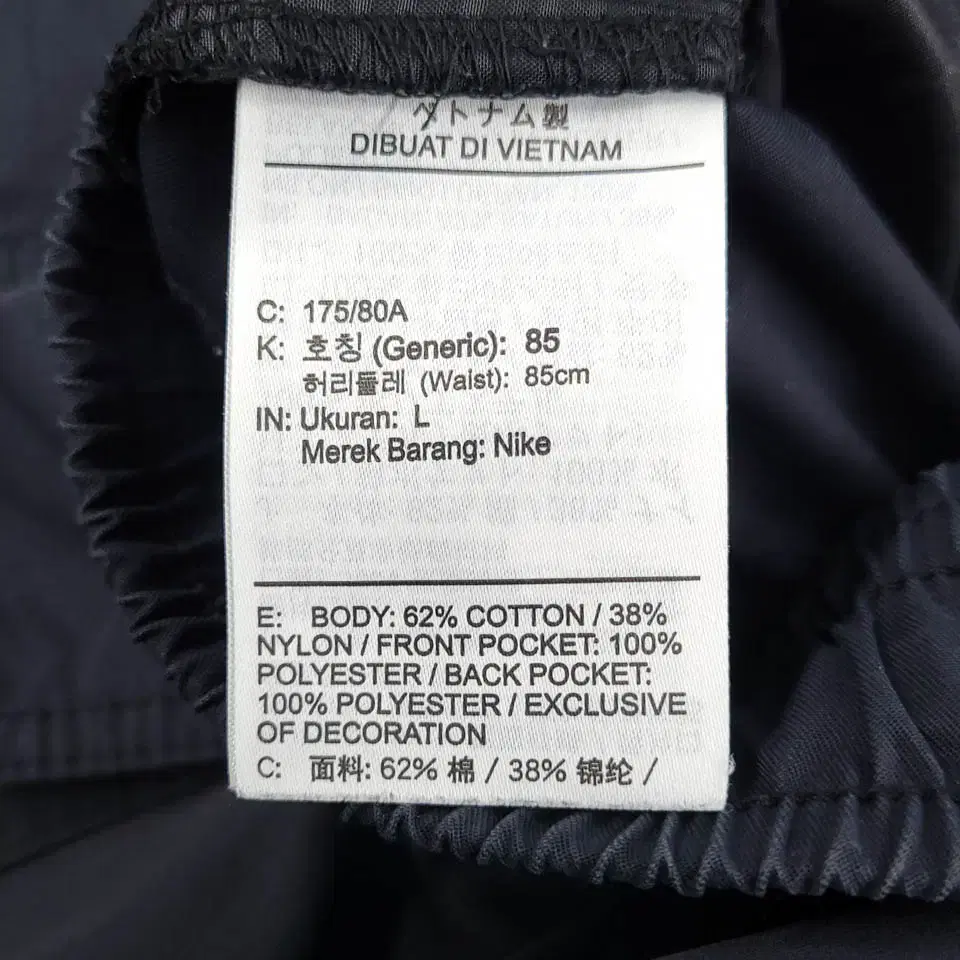 ベトナム製
DIBUAT DI VIETNAM
C: 175/80A
K: 호칭 (Generic): 85
허리둘레 (Waist): 85cm
IN: Ukuran: L
Merek Barang: Nike
E: BODY: 62% COTTON / 38%
NYLON / FRONT POCKET: 100%
POLYESTER / BACK POCKET:
100% POLYESTER / EXCLUSIVE
OF DECORATION
C: 面料: 62% 棉 / 38% 锦纶 /